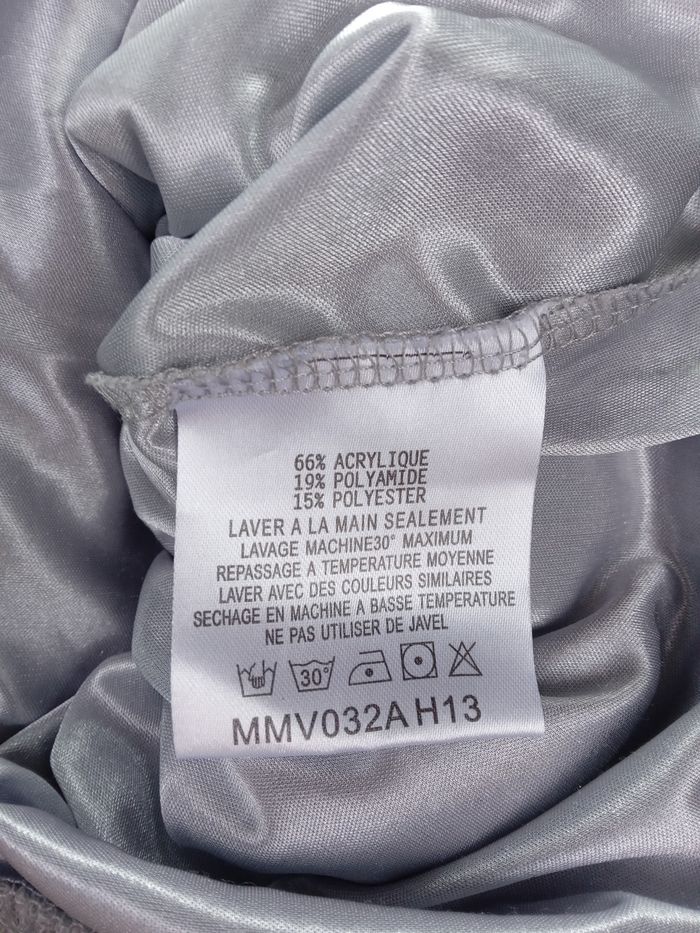 66% ACRYLIQUE
19% POLYAMIDE
15% POLYESTER
LAVER A LA MAIN SEALEMENT
LAVAGE MACHINE30° MAXIMUM
REPASSAGE A TEMPERATURE MOYENNE
LAVER AVEC DES COULEURS SIMILAIRES
SECHAGE EN MACHINE A BASSE TEMPERATURE
NE PAS UTILISER DE JAVEL
30°
MMV032A H13